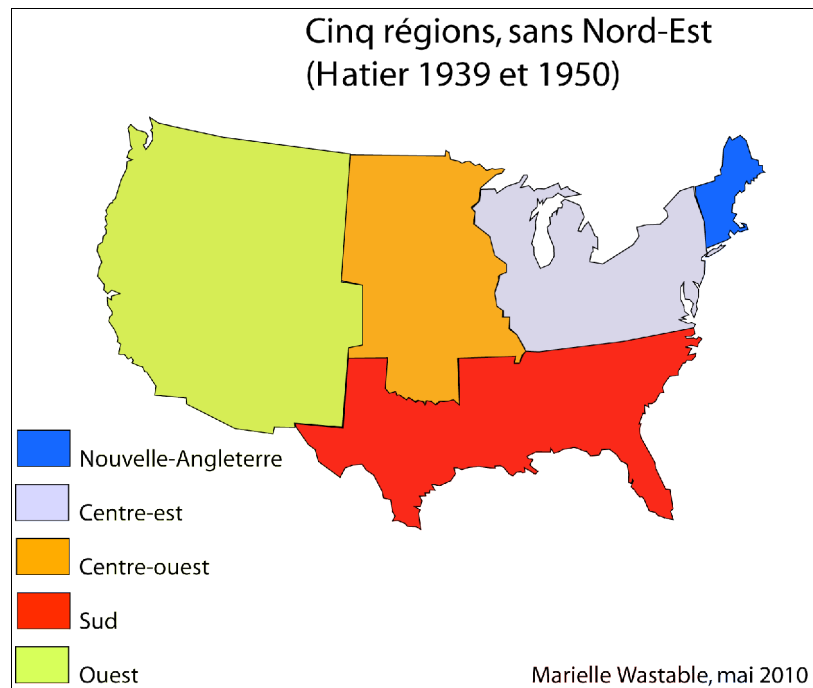 Cinq régions, sans Nord-Est
(Hatier 1939 et 1950)
Nouvelle-Angleterre
Centre-est
Centre-ouest
Sud
Ouest
Marielle Wastable, mai 2010